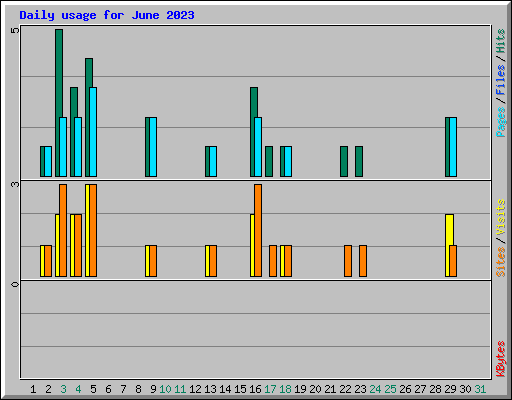 Daily usage for June 2023
5
3
0
Pages/Files/Hits
Sites/Visits
KBytes
1 2 3 4 5 6 7 8 9 10 11 12 13 14 15 16 17 18 19 20 21 22 23 24 25 26 27 28 29 30 31